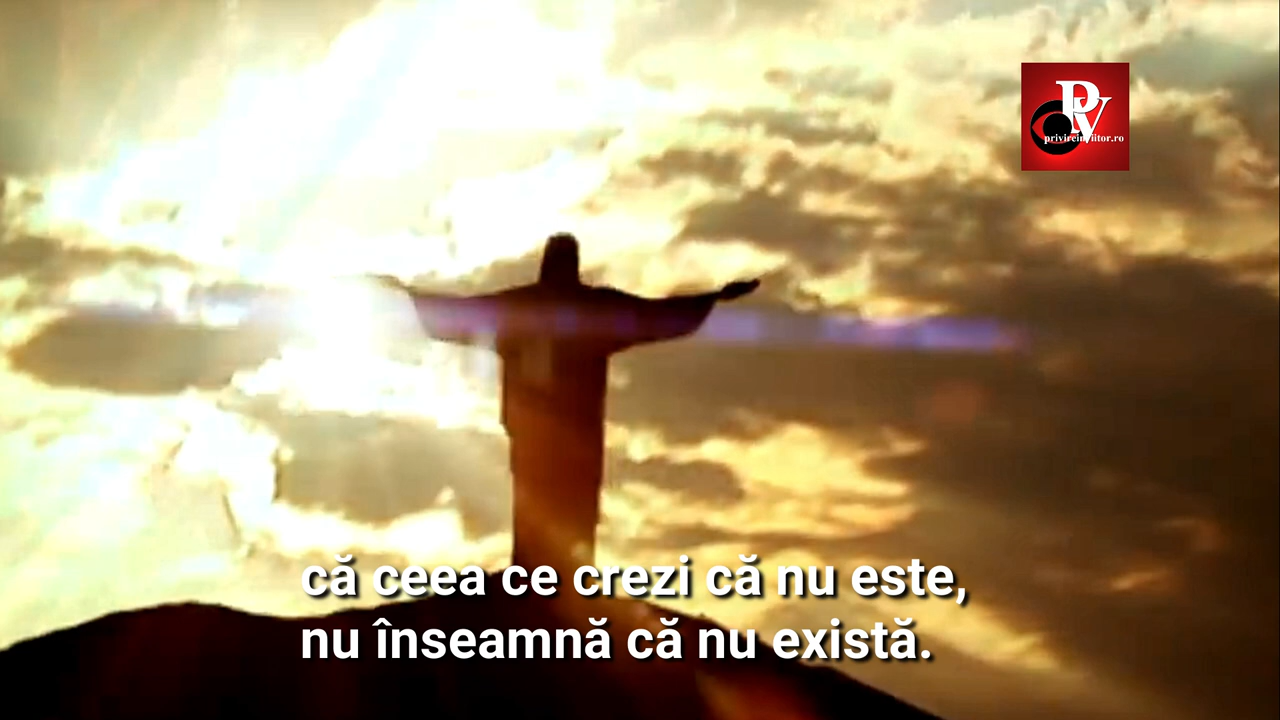 PV
privireinviitor.ro
că ceea ce crezi că nu este,
nu înseamnă că nu există.